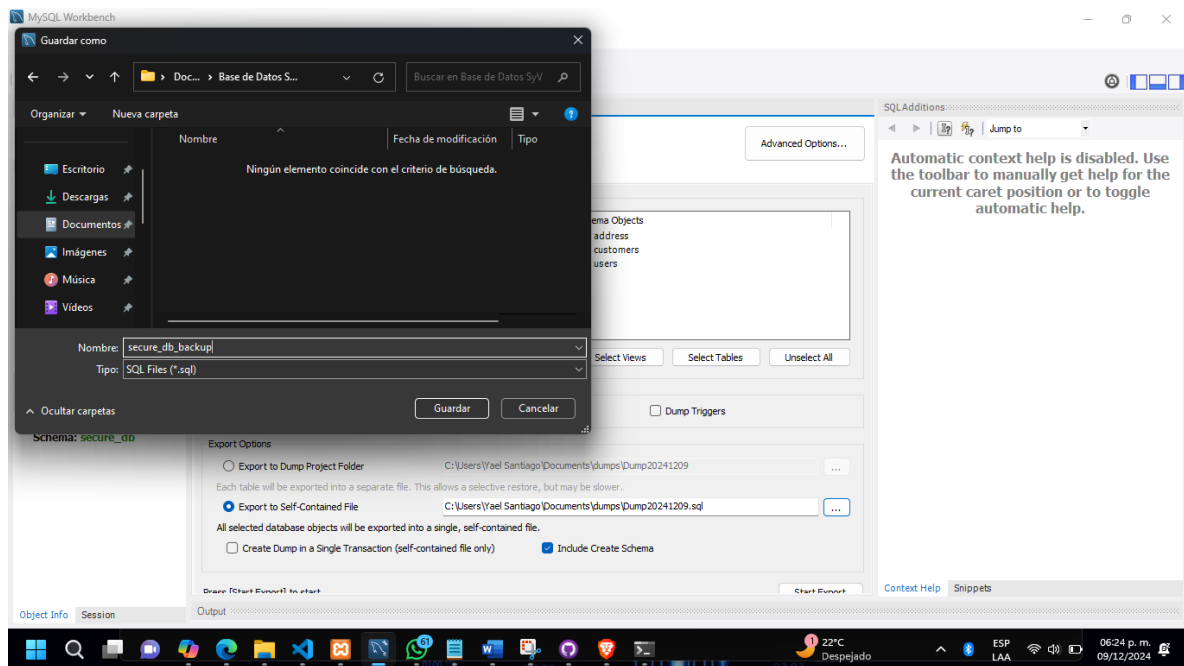 MySQL Workbench
Guardar como
Doc... > Base de Datos S...
Buscar en Base de Datos SyV
Organizar
Nueva carpeta
Nombre
Fecha de modificación
Tipo
Ningún elemento coincide con el criterio de búsqueda.
Escritorio
Descargas
Documentos
Imágenes
Música
Vídeos
Nombre: secure_db_backup
Tipo: SQL Files (*.sql)
Ocultar carpetas
Guardar
Cancelar
Schema: secure_db
Advanced Options...
ema Objects
address
customers
users
Select Views
Select Tables
Unselect All
Dump Triggers
Export Options
Export to Dump Project Folder
C:\Users\Yael Santiago\Documents\dumps\Dump20241209
...
Each table will be exported into a separate file. This allows a selective restore, but may be slower.
Export to Self-Contained File
C:\Users\Yael Santiago\Documents\dumps\Dump20241209.sql
...
All selected database objects will be exported into a single, self-contained file.
Create Dump in a Single Transaction (self-contained file only)
Include Create Schema
Press [Start Export] to start
Start Export
SQLAdditions
Jump to
Automatic context help is disabled. Use
the toolbar to manually get help for the
current caret position or to toggle
automatic help.
Context Help
Snippets
Object Info
Session
Output
61
1
22°C
Despejado
ESP
LAA
06:24 p. m.
09/12/2024